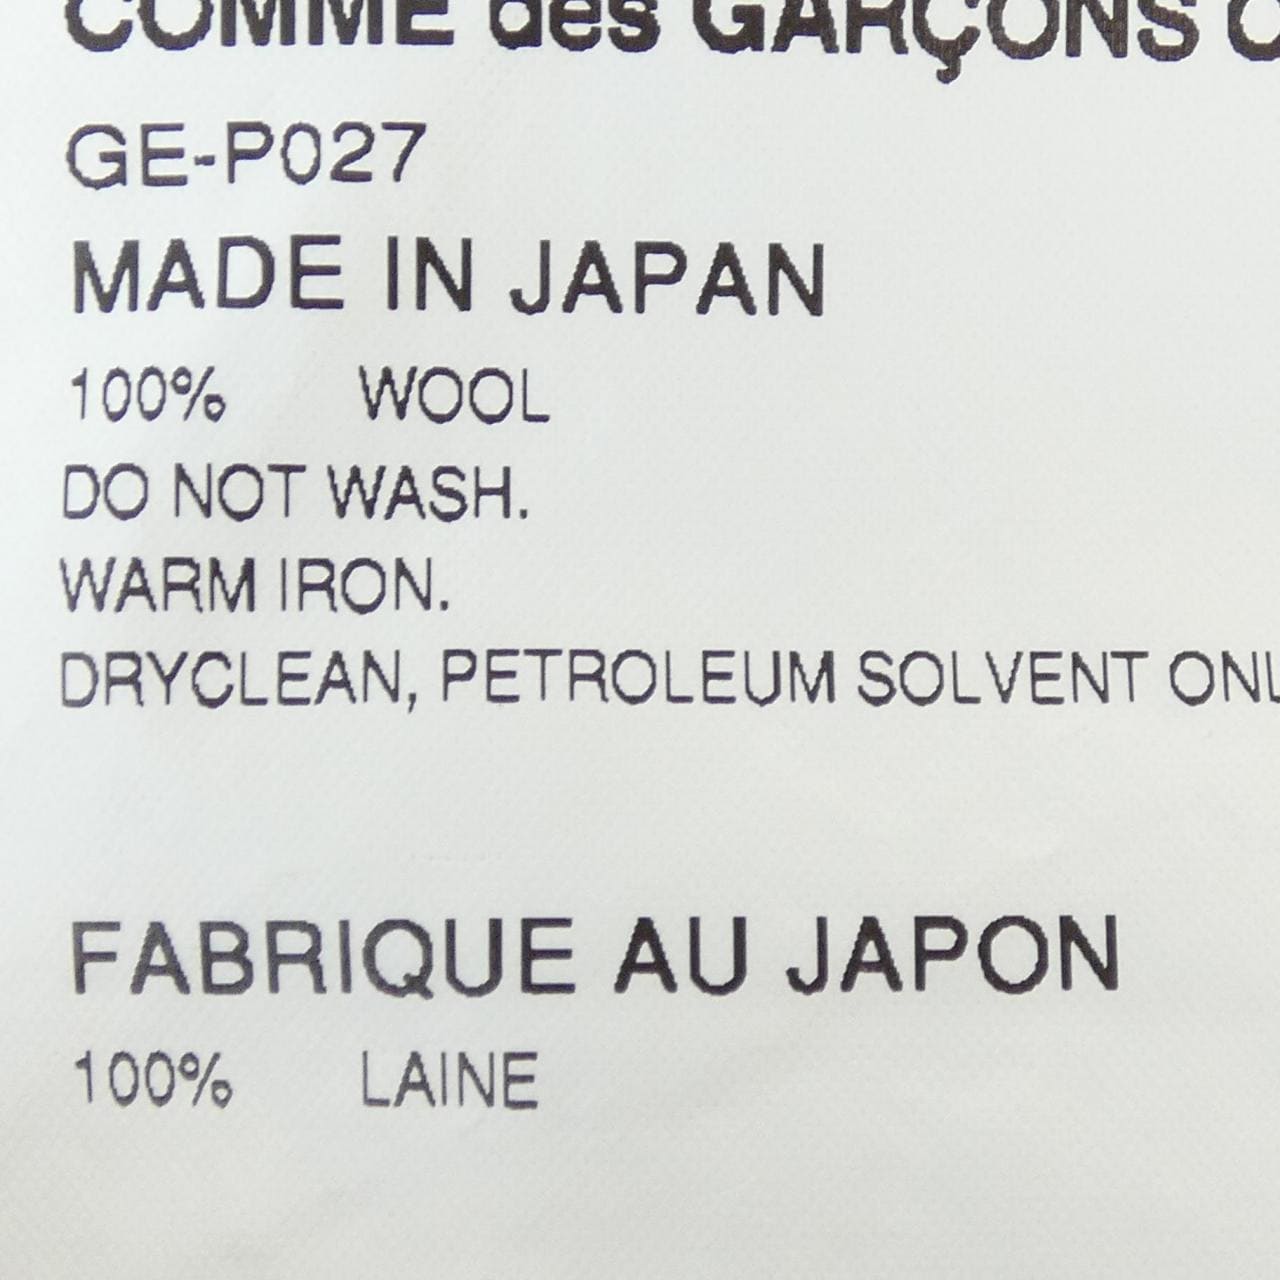 COMME des GARÇONS
GE-P027
MADE IN JAPAN
100% WOOL
DO NOT WASH.
WARM IRON.
DRYCLEAN, PETROLEUM SOLVENT
FABRIQUE AU JAPON
100% LAINE